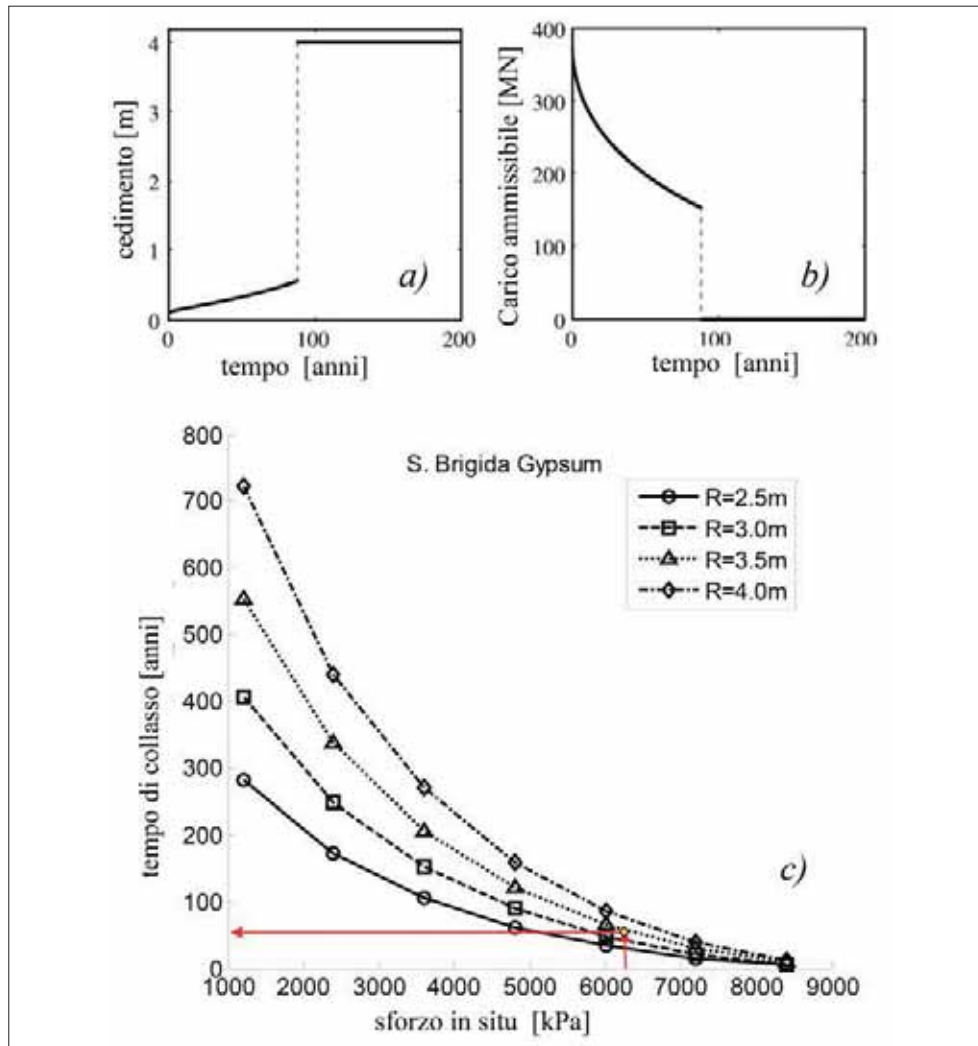 cedimento [m]
4
3
2
1
0
0
100
200
tempo [anni]
a)
Carico ammissibile [MN]
400
300
200
100
0
0
100
200
tempo [anni]
b)
S. Brigida Gypsum
R=2.5m
R=3.0m
R=3.5m
R=4.0m
tempo di collasso [anni]
800
700
600
500
400
300
200
100
0
1000 2000 3000 4000 5000 6000 7000 8000 9000
sforzo in situ [kPa]
c)